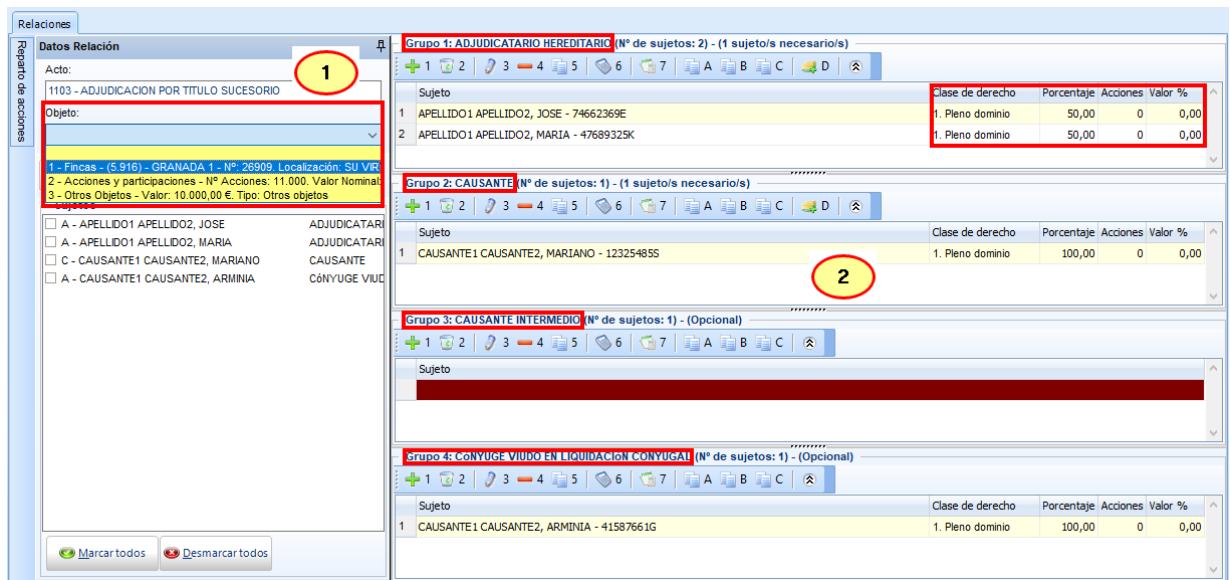 Relaciones
Reparto de acciones
Datos Relación
1
Acto:
1103 - ADJUDICACION POR TITULO SUCESORIO
Objeto:
1 - Fincas - (5.916) - GRANADA 1 - Nº: 26909. Localización: SU VIR
2 - Acciones y participaciones - Nº Acciones: 11.000. Valor Nominal:
3 - Otros Objetos - Valor: 10.000,00 €. Tipo: Otros objetos
Sujetos
A - APELLIDO1 APELLIDO2, JOSE ADJUDICATARI
A - APELLIDO1 APELLIDO2, MARIA ADJUDICATARI
C - CAUSANTE1 CAUSANTE2, MARIANO CAUSANTE
A - CAUSANTE1 CAUSANTE2, ARMINIA CóNYUGE VIUD
Marcar todos Desmarcar todos
Grupo 1: ADJUDICATARIO HEREDITARIO (Nº de sujetos: 2) - (1 sujeto/s necesario/s)
1 2 3 4 5 6 7 A B C D
Sujeto Clase de derecho Porcentaje Acciones Valor %
1 APELLIDO1 APELLIDO2, JOSE - 74662369E 1. Pleno dominio 50,00 0 0,00
2 APELLIDO1 APELLIDO2, MARIA - 47689325K 1. Pleno dominio 50,00 0 0,00
Grupo 2: CAUSANTE (Nº de sujetos: 1) - (1 sujeto/s necesario/s)
1 2 3 4 5 6 7 A B C D
Sujeto Clase de derecho Porcentaje Acciones Valor %
1 CAUSANTE1 CAUSANTE2, MARIANO - 12325485S 1. Pleno dominio 100,00 0 0,00
2
Grupo 3: CAUSANTE INTERMEDIO (Nº de sujetos: 1) - (Opcional)
1 2 3 4 5 6 7 A B C
Sujeto
Grupo 4: CóNYUGE VIUDO EN LIQUIDACIóN CONYUGAL (Nº de sujetos: 1) - (Opcional)
1 2 3 4 5 6 7 A B C
Sujeto Clase de derecho Porcentaje Acciones Valor %
1 CAUSANTE1 CAUSANTE2, ARMINIA - 41587661G 1. Pleno dominio 100,00 0 0,00